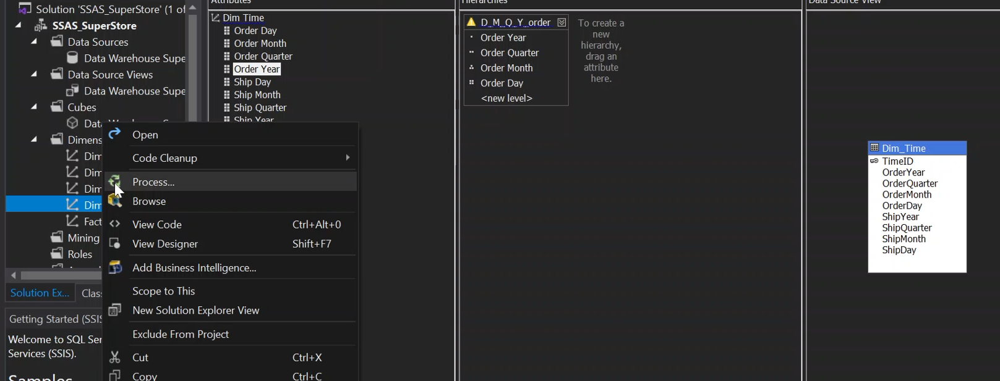 Solution 'SSAS_SuperStore' (1 of
SSAS_SuperStore
Data Sources
Data Warehouse Supe
Data Source Views
Data Warehouse Supe
Cubes
Data
Dimens
Dim
Dim
Dim
Dim
Fact
Mining
Roles
Solution Ex...
Class
Getting Started (SSIS
Welcome to SQL Ser
Services (SSIS).
Samples
Open
Code Cleanup
Process...
Browse
View Code Ctrl+Alt+0
View Designer Shift+F7
Add Business Intelligence...
Scope to This
New Solution Explorer View
Exclude From Project
Cut Ctrl+X
Copy Ctrl+C
Attributes
Dim Time
Order Day
Order Month
Order Quarter
Order Year
Ship Day
Ship Month
Ship Quarter
Ship Year
Hierarchies
D_M_Q_Y_order
Order Year
Order Quarter
Order Month
Order Day
<new level>
To create a
new
hierarchy,
drag an
attribute
here.
Data Source View
Dim_Time
TimeID
OrderYear
OrderQuarter
OrderMonth
OrderDay
ShipYear
ShipQuarter
ShipMonth
ShipDay